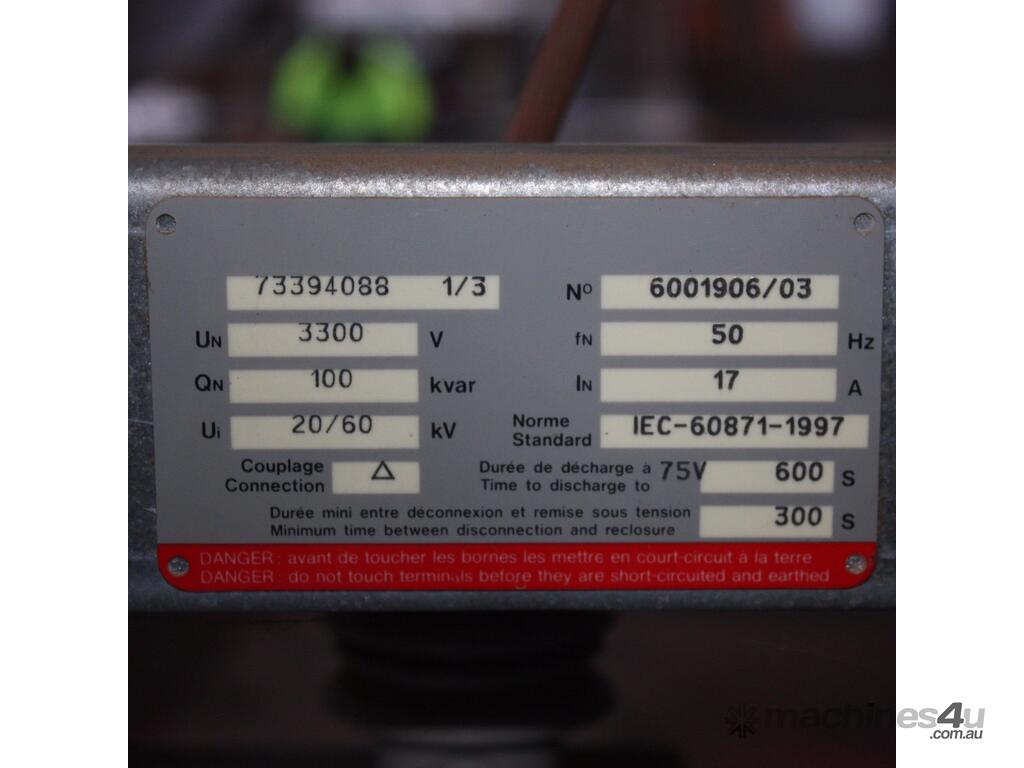 73394088 1/3 Nº 6001906/03
UN 3300 V fN 50 Hz
QN 100 kvar IN 17 A
Ui 20/60 kV Norme Standard IEC-60871-1997
Couplage Connection △ Durée de décharge à Time to discharge to 75V 600 S
Durée mini entre déconnexion et remise sous tension
Minimum time between disconnection and reclosure 300 S
DANGER : avant de toucher les bornes les mettre en court-circuit à la terre
DANGER : do not touch terminals before they are short-circuited and earthed
machines4u
.com.au